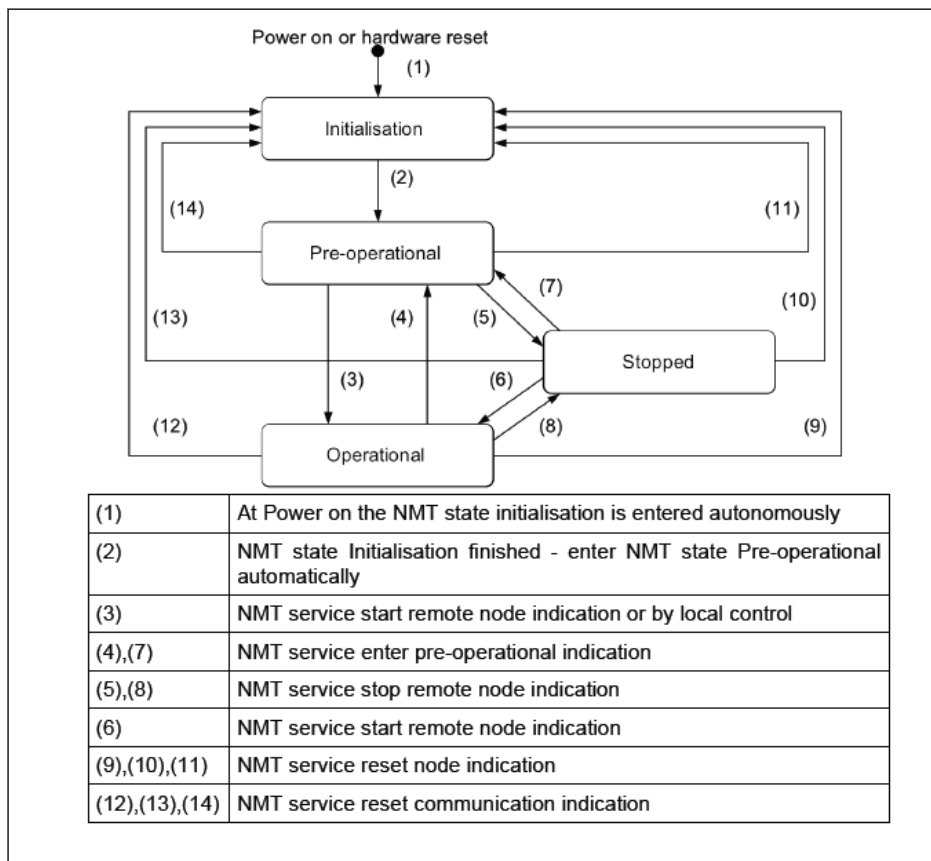 Power on or hardware reset
(1)
Initialisation
(2)
(14)
(11)
Pre-operational
(7)
(10)
(13)
(4)
(5)
Stopped
(3)
(6)
(12)
(8)
(9)
Operational
(1) At Power on the NMT state initialisation is entered autonomously
(2) NMT state Initialisation finished - enter NMT state Pre-operational
automatically
(3) NMT service start remote node indication or by local control
(4),(7) NMT service enter pre-operational indication
(5),(8) NMT service stop remote node indication
(6) NMT service start remote node indication
(9),(10),(11) NMT service reset node indication
(12),(13),(14) NMT service reset communication indication